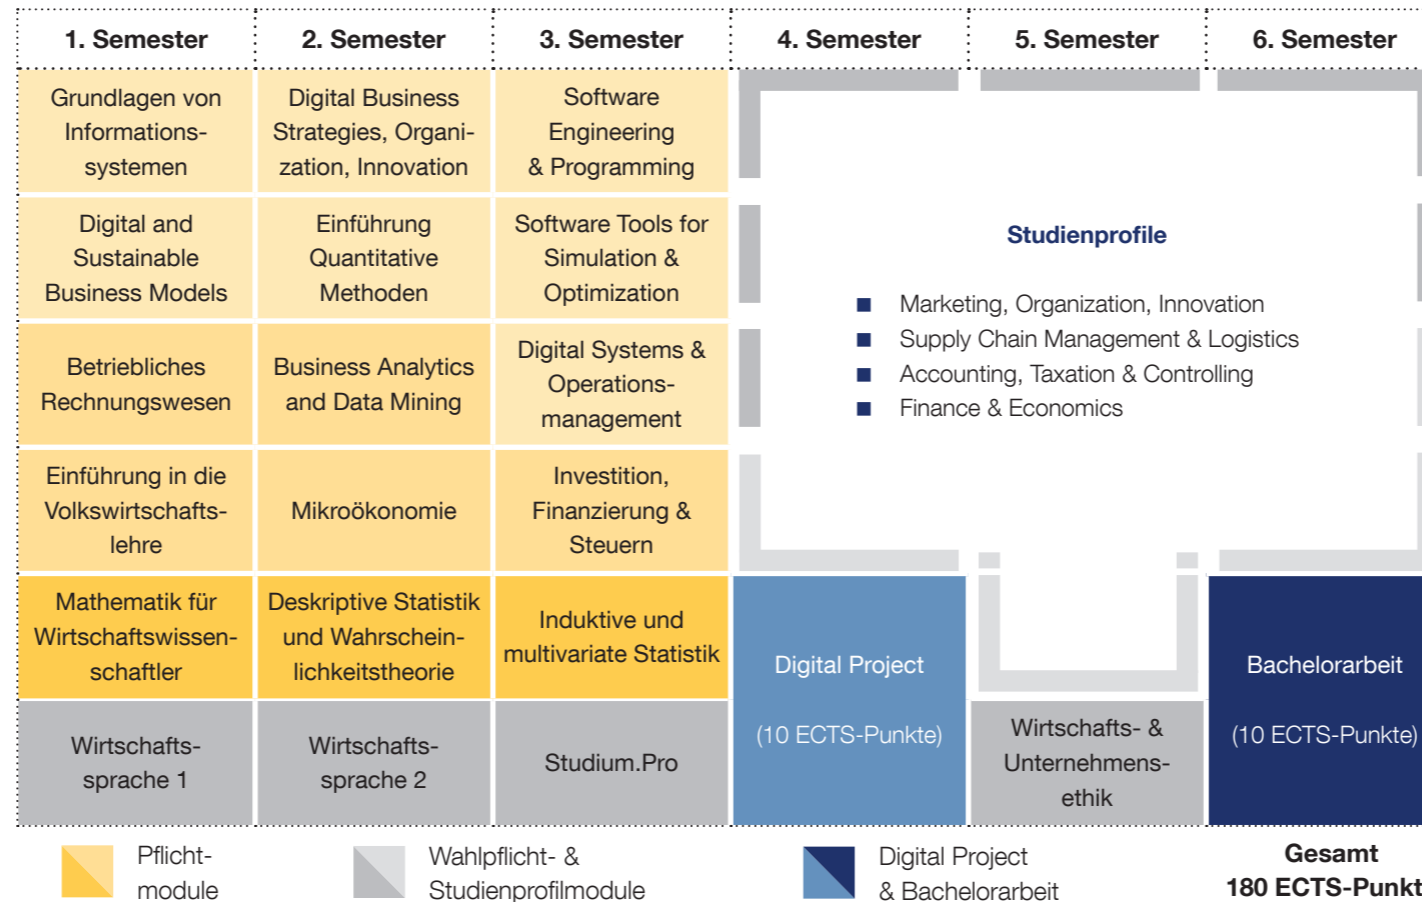 1. Semester
2. Semester
3. Semester
4. Semester
5. Semester
6. Semester
Grundlagen von
Informations-
systemen
Digital Business
Strategies, Organi-
zation, Innovation
Software
Engineering
& Programming
Digital and
Sustainable
Business Models
Einführung
Quantitative
Methoden
Software Tools for
Simulation &
Optimization
Studienprofile
Marketing, Organization, Innovation
Supply Chain Management & Logistics
Accounting, Taxation & Controlling
Finance & Economics
Betriebliches
Rechnungswesen
Business Analytics
and Data Mining
Digital Systems &
Operations-
management
Einführung in die
Volkswirtschafts-
lehre
Mikroökonomie
Investition,
Finanzierung &
Steuern
Mathematik für
Wirtschaftswissen-
schaftler
Deskriptive Statistik
und Wahrschein-
lichkeitstheorie
Induktive und
multivariate Statistik
Digital Project
(10 ECTS-Punkte)
Bachelorarbeit
(10 ECTS-Punkte)
Wirtschafts-
sprache 1
Wirtschafts-
sprache 2
Studium.Pro
Wirtschafts- &
Unternehmens-
ethik
Pflicht-
module
Wahlpflicht- &
Studienprofilmodule
Digital Project
& Bachelorarbeit
Gesamt
180 ECTS-Punkt